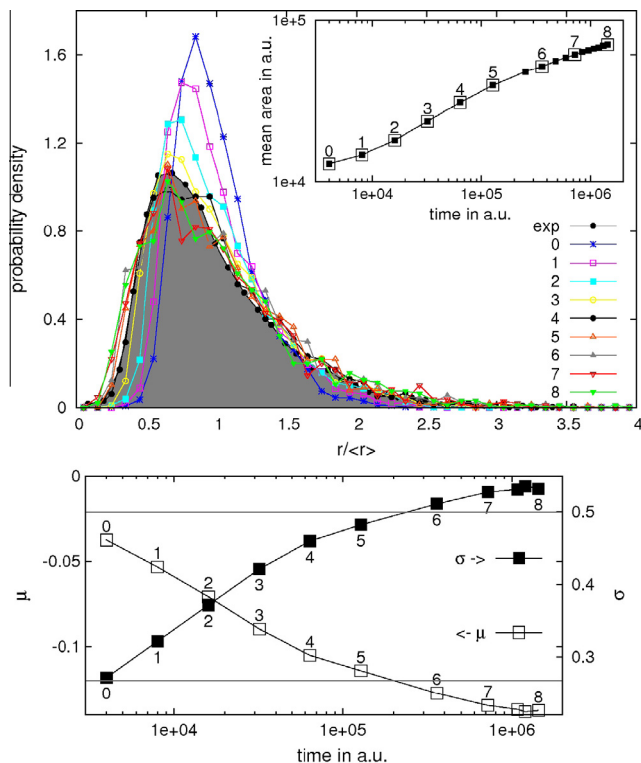 1.6
1.2
0.8
0.4
0
probability density
0 0.5 1 1.5 2 2.5 3 3.5 4
r/<r>
1e+5
1e+4
mean area in a.u.
0 1 2 3 4 5 6 7 8
1e+04 1e+05 1e+06
time in a.u.
exp
0
1
2
3
4
5
6
7
8
0
-0.05
-0.1
μ
0.5
0.4
0.3
σ
0 1 2 3 4 5 6 7 8
σ ->
<- μ
0 1 2 3 4 5 6 7 8
1e+04 1e+05 1e+06
time in a.u.